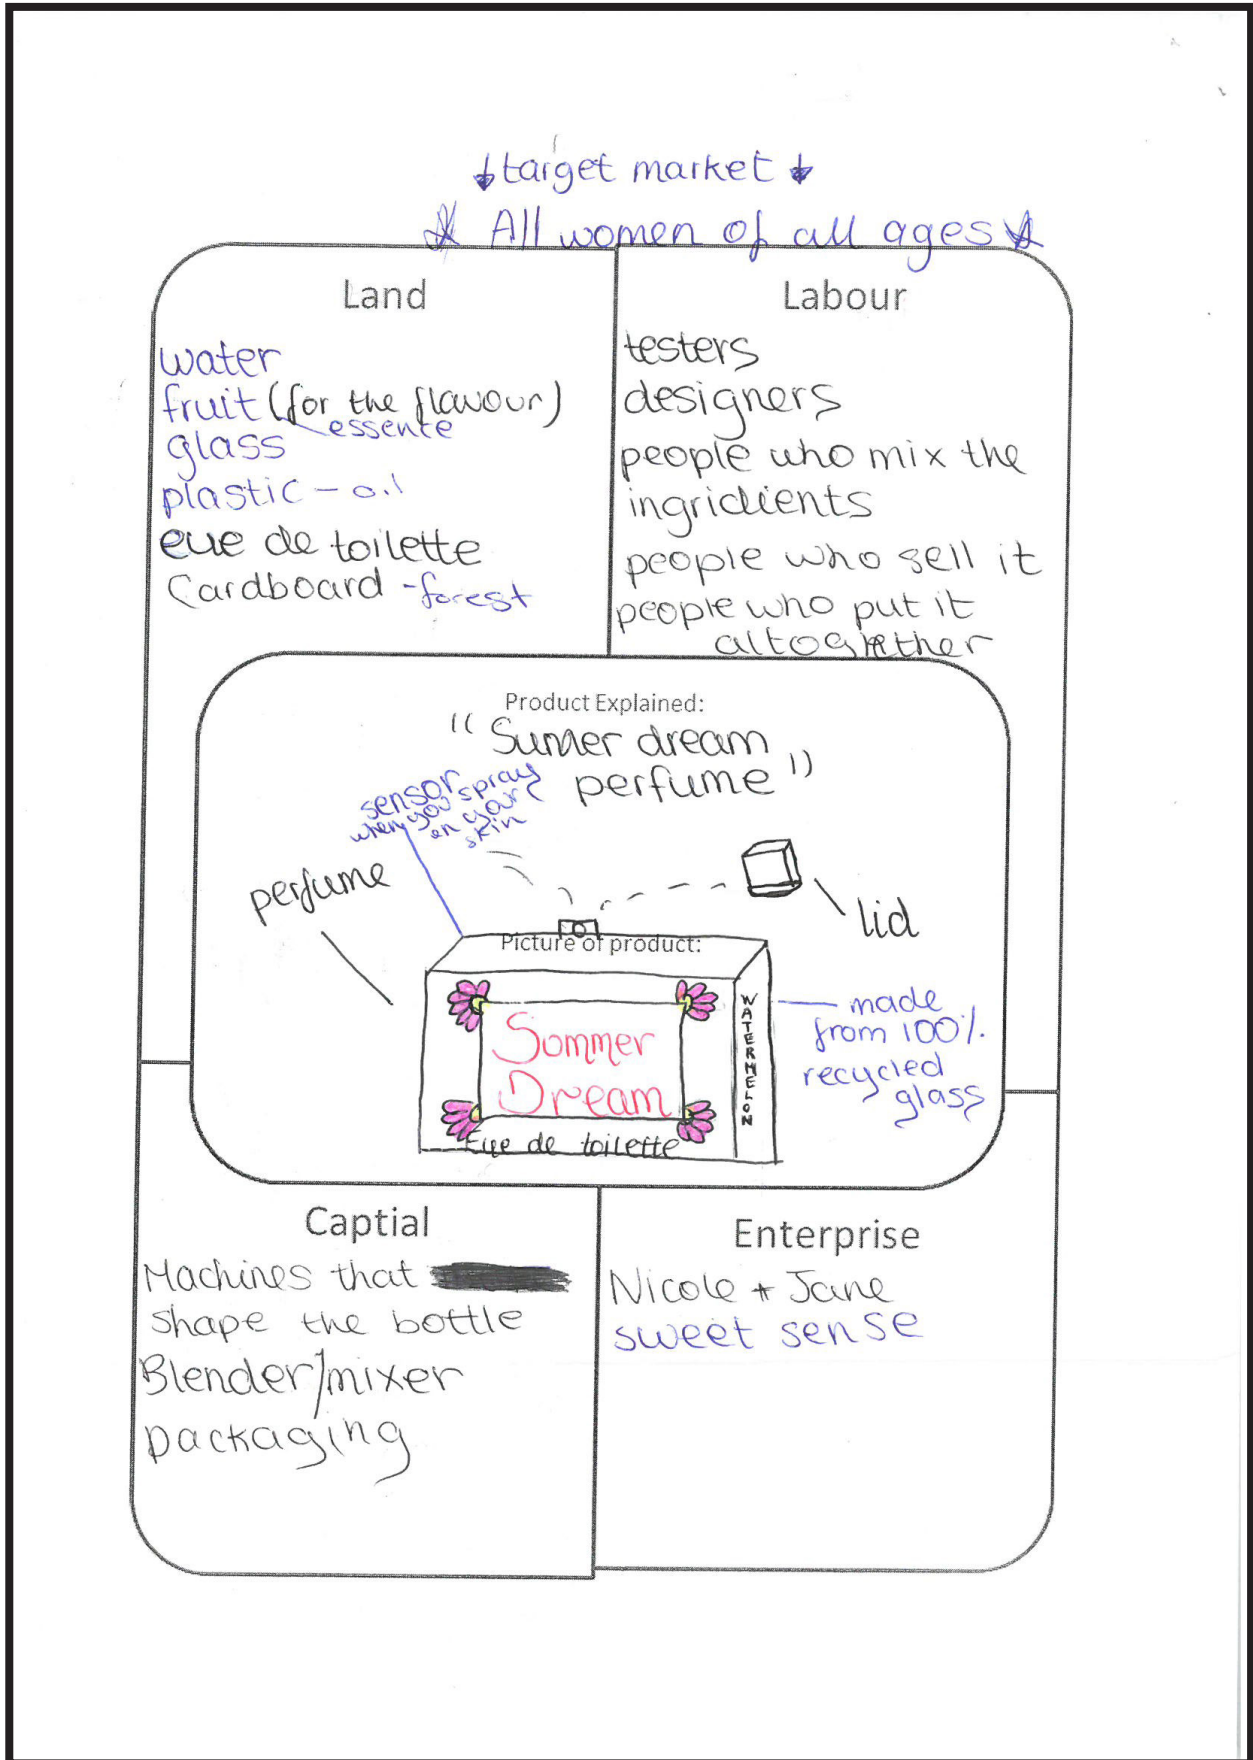 target market
All women of all ages
Land
water
fruit (for the flavour)
essente
glass
plastic - oil
eue de toilette
Cardboard - forest
Labour
testers
designers
people who mix the
ingridients
people who sell it
people who put it
altogether
Product Explained:
"Summer dream
perfume"
sensor
when you spray
on your
skin
perfume
lid
Picture of product:
Sommer
Dream
Eue de toilette
WATERMELON
made
from 100%
recycled
glass
Captial
Machines that
shape the bottle
Blender/mixer
packaging
Enterprise
Nicole + Jane
sweet sense